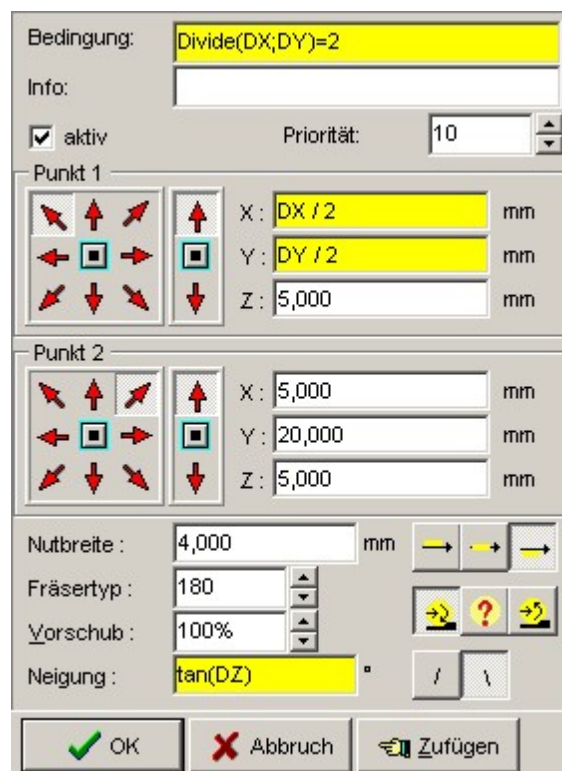 Bedingung: Divide(DX;DY)=2
Info:
aktiv Priorität: 10
Punkt 1
X : DX / 2 mm
Y : DY / 2 mm
Z : 5,000 mm
Punkt 2
X : 5,000 mm
Y : 20,000 mm
Z : 5,000 mm
Nutbreite : 4,000 mm
Fräsertyp : 180
Vorschub : 100%
?
Neigung : tan(DZ) ° / \
OK Abbruch Zufügen